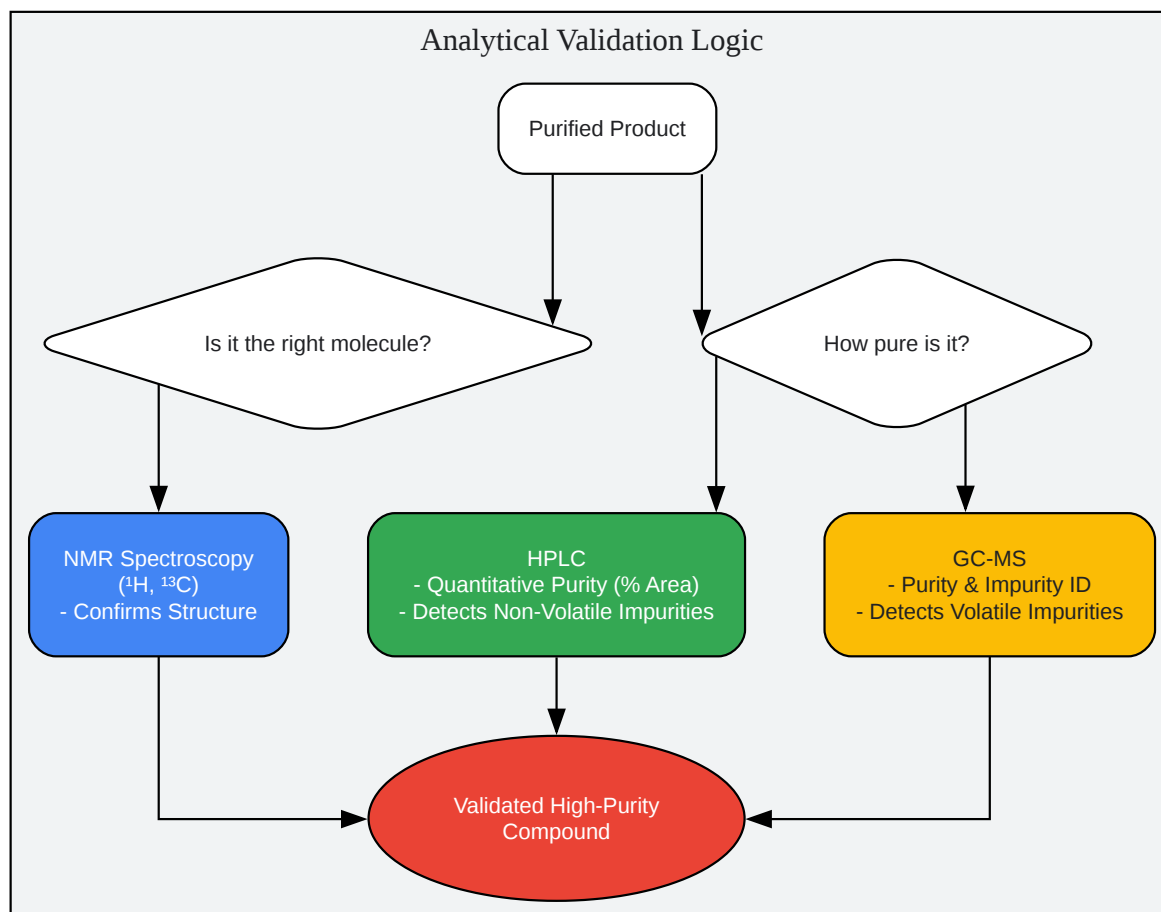 Analytical Validation Logic
Purified Product
Is it the right molecule?
How pure is it?
NMR Spectroscopy
(¹H, ¹³C)
- Confirms Structure
HPLC
- Quantitative Purity (% Area)
- Detects Non-Volatile Impurities
GC-MS
- Purity & Impurity ID
- Detects Volatile Impurities
Validated High-Purity
Compound